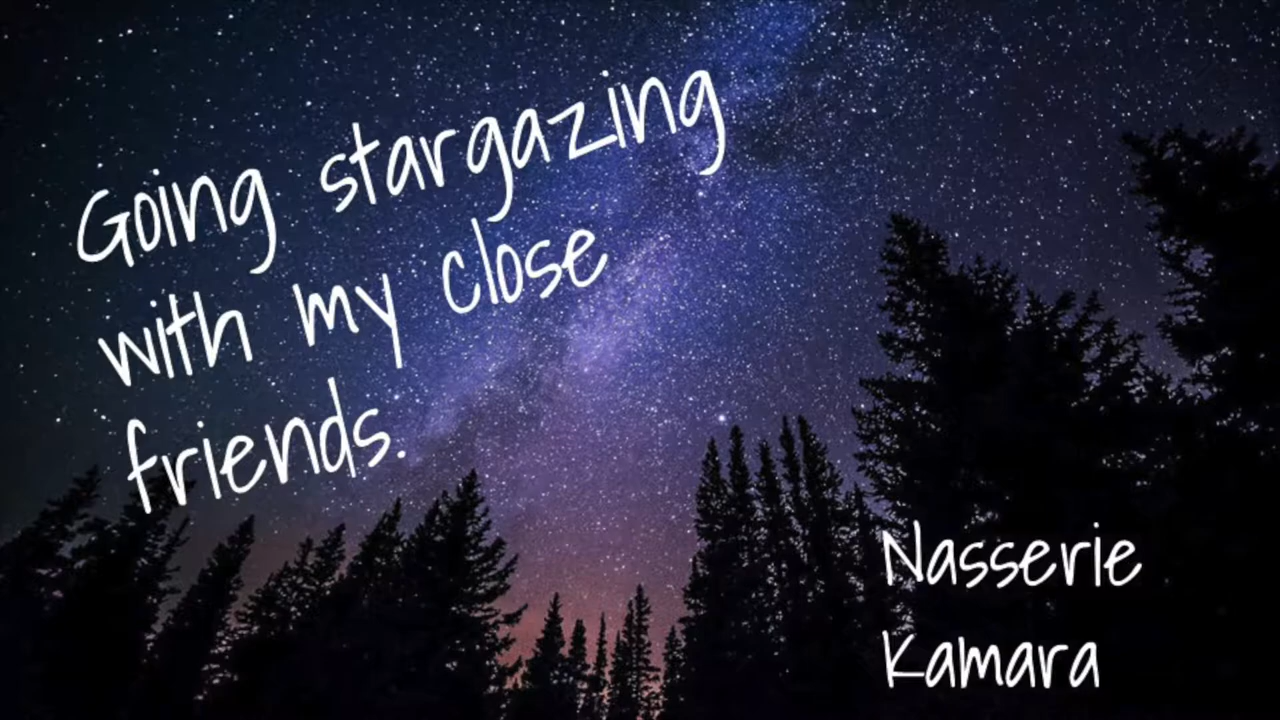 Going stargazing
with my close
friends.
Nasserie
Kamara